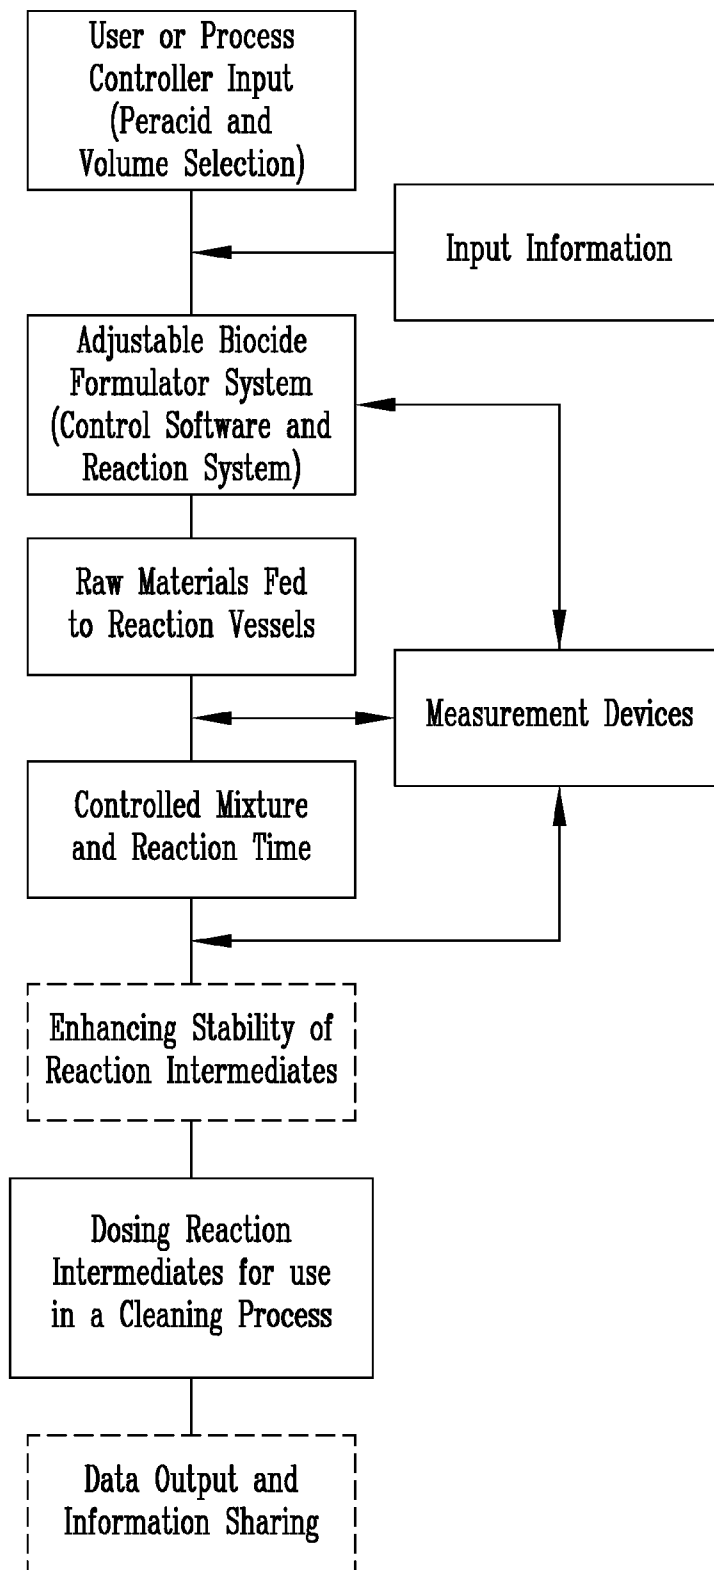 User or Process
Controller Input
(Peracid and
Volume Selection)
Input Information
Adjustable Biocide
Formulator System
(Control Software and
Reaction System)
Raw Materials Fed
to Reaction Vessels
Measurement Devices
Controlled Mixture
and Reaction Time
Enhancing Stability of
Reaction Intermediates
Dosing Reaction
Intermediates for use
in a Cleaning Process
Data Output and
Information Sharing